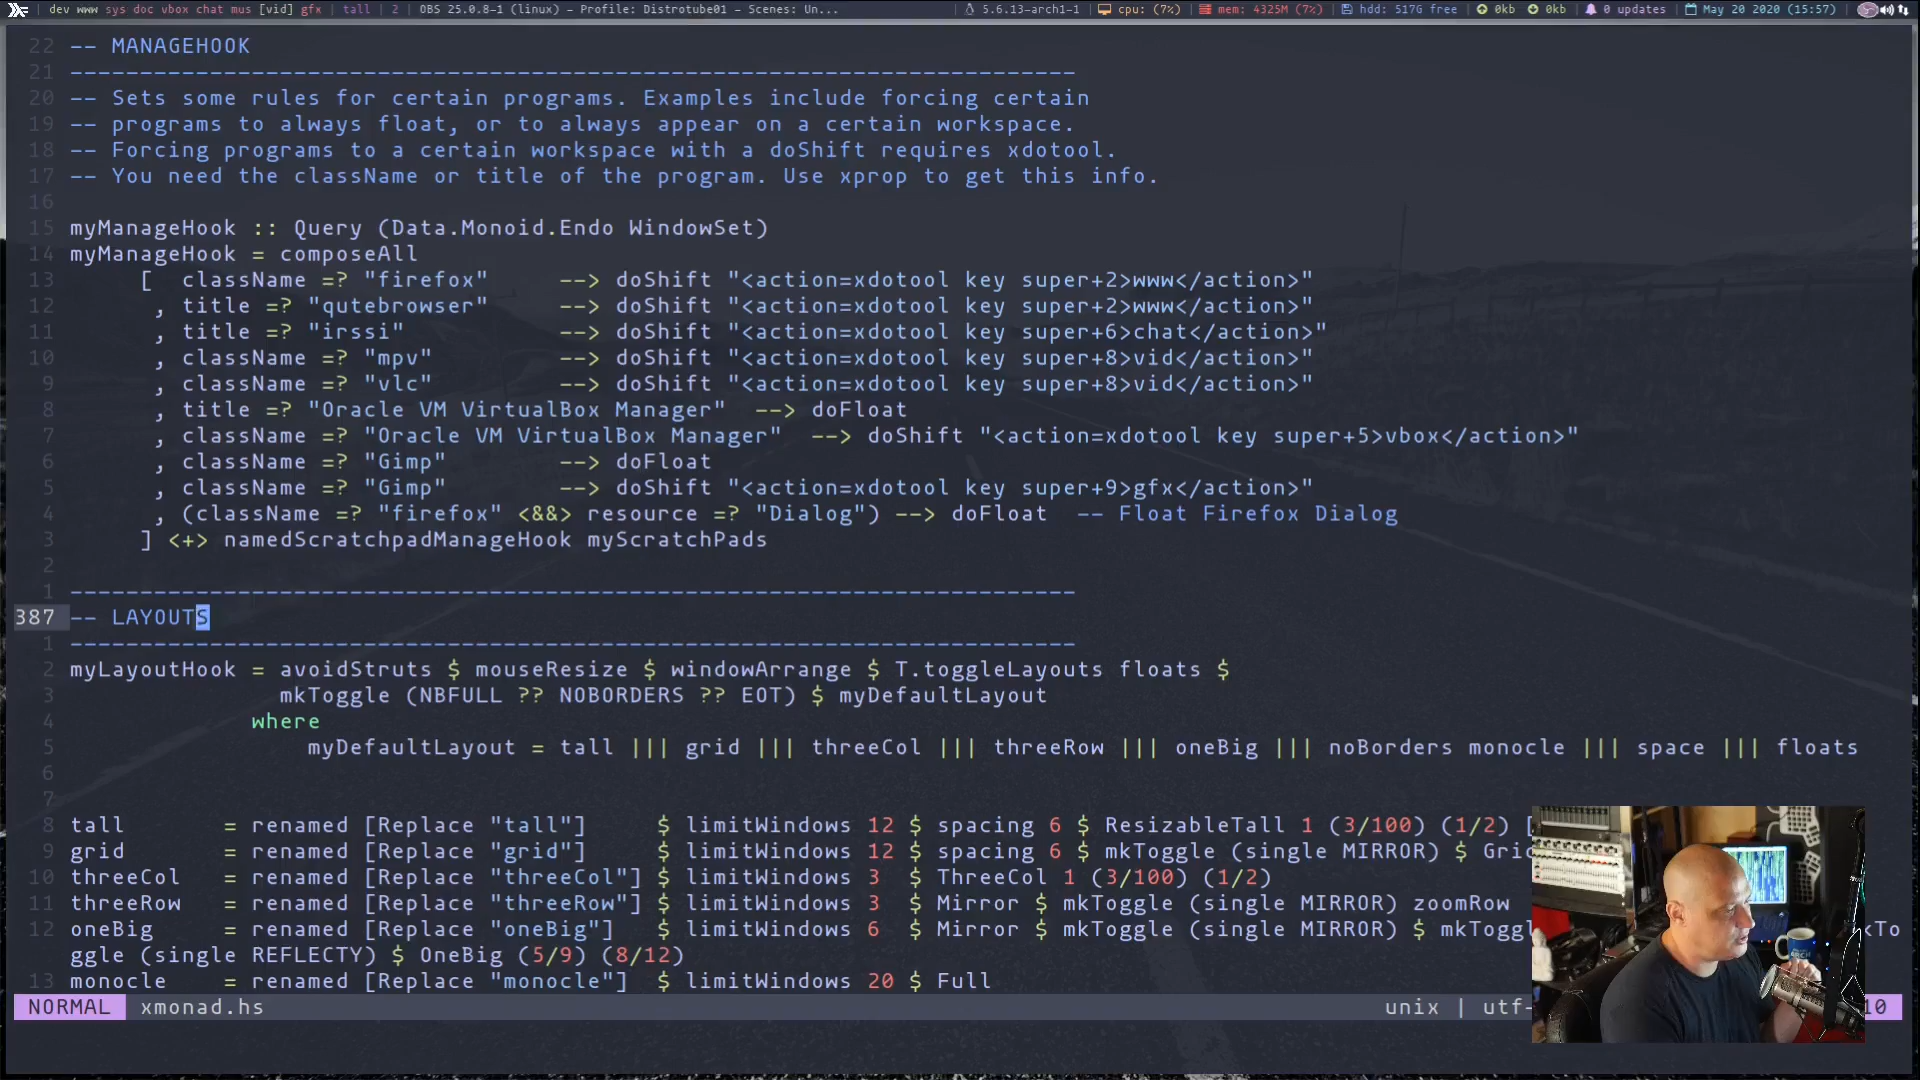 dev www sys doc vbox chat mus [vid] gfx | tall | 2 | OBS 25.0.8-1 (linux) - Profile: Distrotube01 - Scenes: Un... | 5.6.13-arch1-1 | cpu: (7%) | mem: 4325M (7%) | hdd: 517G free | 0kb 0kb | 0 updates | May 20 2020 (15:57) |
22 -- MANAGEHOOK
21 ------------------------------------------------------------------------
20 -- Sets some rules for certain programs. Examples include forcing certain
19 -- programs to always float, or to always appear on a certain workspace.
18 -- Forcing programs to a certain workspace with a doShift requires xdotool.
17 -- You need the className or title of the program. Use xprop to get this info.
16
15 myManageHook :: Query (Data.Monoid.Endo WindowSet)
14 myManageHook = composeAll
13 [ className =? "firefox" --> doShift "<action=xdotool key super+2>www</action>"
12 , title =? "qutebrowser" --> doShift "<action=xdotool key super+2>www</action>"
11 , title =? "irssi" --> doShift "<action=xdotool key super+6>chat</action>"
10 , className =? "mpv" --> doShift "<action=xdotool key super+8>vid</action>"
9 , className =? "vlc" --> doShift "<action=xdotool key super+8>vid</action>"
8 , title =? "Oracle VM VirtualBox Manager" --> doFloat
7 , className =? "Oracle VM VirtualBox Manager" --> doShift "<action=xdotool key super+5>vbox</action>"
6 , className =? "Gimp" --> doFloat
5 , className =? "Gimp" --> doShift "<action=xdotool key super+9>gfx</action>"
4 , (className =? "firefox" <&&> resource =? "Dialog") --> doFloat -- Float Firefox Dialog
3 ] <+> namedScratchpadManageHook myScratchPads
2
1 ------------------------------------------------------------------------
387 -- LAYOUTS
1 ------------------------------------------------------------------------
2 myLayoutHook = avoidStruts $ mouseResize $ windowArrange $ T.toggleLayouts floats $
3 mkToggle (NBFULL ?? NOBORDERS ?? EOT) $ myDefaultLayout
4 where
5 myDefaultLayout = tall ||| grid ||| threeCol ||| threeRow ||| oneBig ||| noBorders monocle ||| space ||| floats
6
7
8 tall = renamed [Replace "tall"] $ limitWindows 12 $ spacing 6 $ ResizableTall 1 (3/100) (1/2) [
9 grid = renamed [Replace "grid"] $ limitWindows 12 $ spacing 6 $ mkToggle (single MIRROR) $ Gri
10 threeCol = renamed [Replace "threeCol"] $ limitWindows 3 $ ThreeCol 1 (3/100) (1/2)
11 threeRow = renamed [Replace "threeRow"] $ limitWindows 3 $ Mirror $ mkToggle (single MIRROR) zoomRow
12 oneBig = renamed [Replace "oneBig"] $ limitWindows 6 $ Mirror $ mkToggle (single MIRROR) $ mkToggl kTo
ggle (single REFLECTY) $ OneBig (5/9) (8/12)
13 monocle = renamed [Replace "monocle"] $ limitWindows 20 $ Full
NORMAL xmonad.hs unix | utf- 10